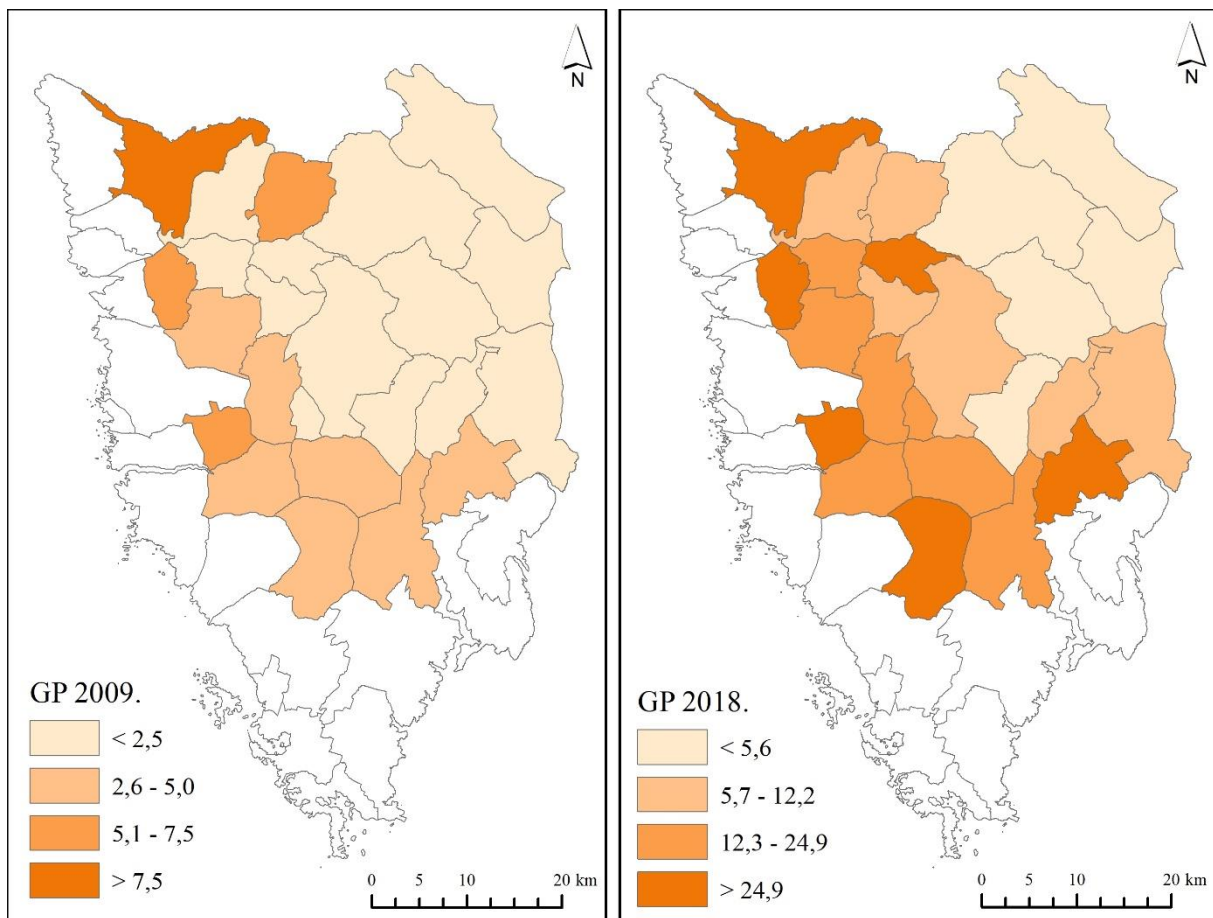 N
GP 2009.
< 2,5
2,6 - 5,0
5,1 - 7,5
> 7,5
0 5 10 20 km
N
GP 2018.
< 5,6
5,7 - 12,2
12,3 - 24,9
> 24,9
0 5 10 20 km